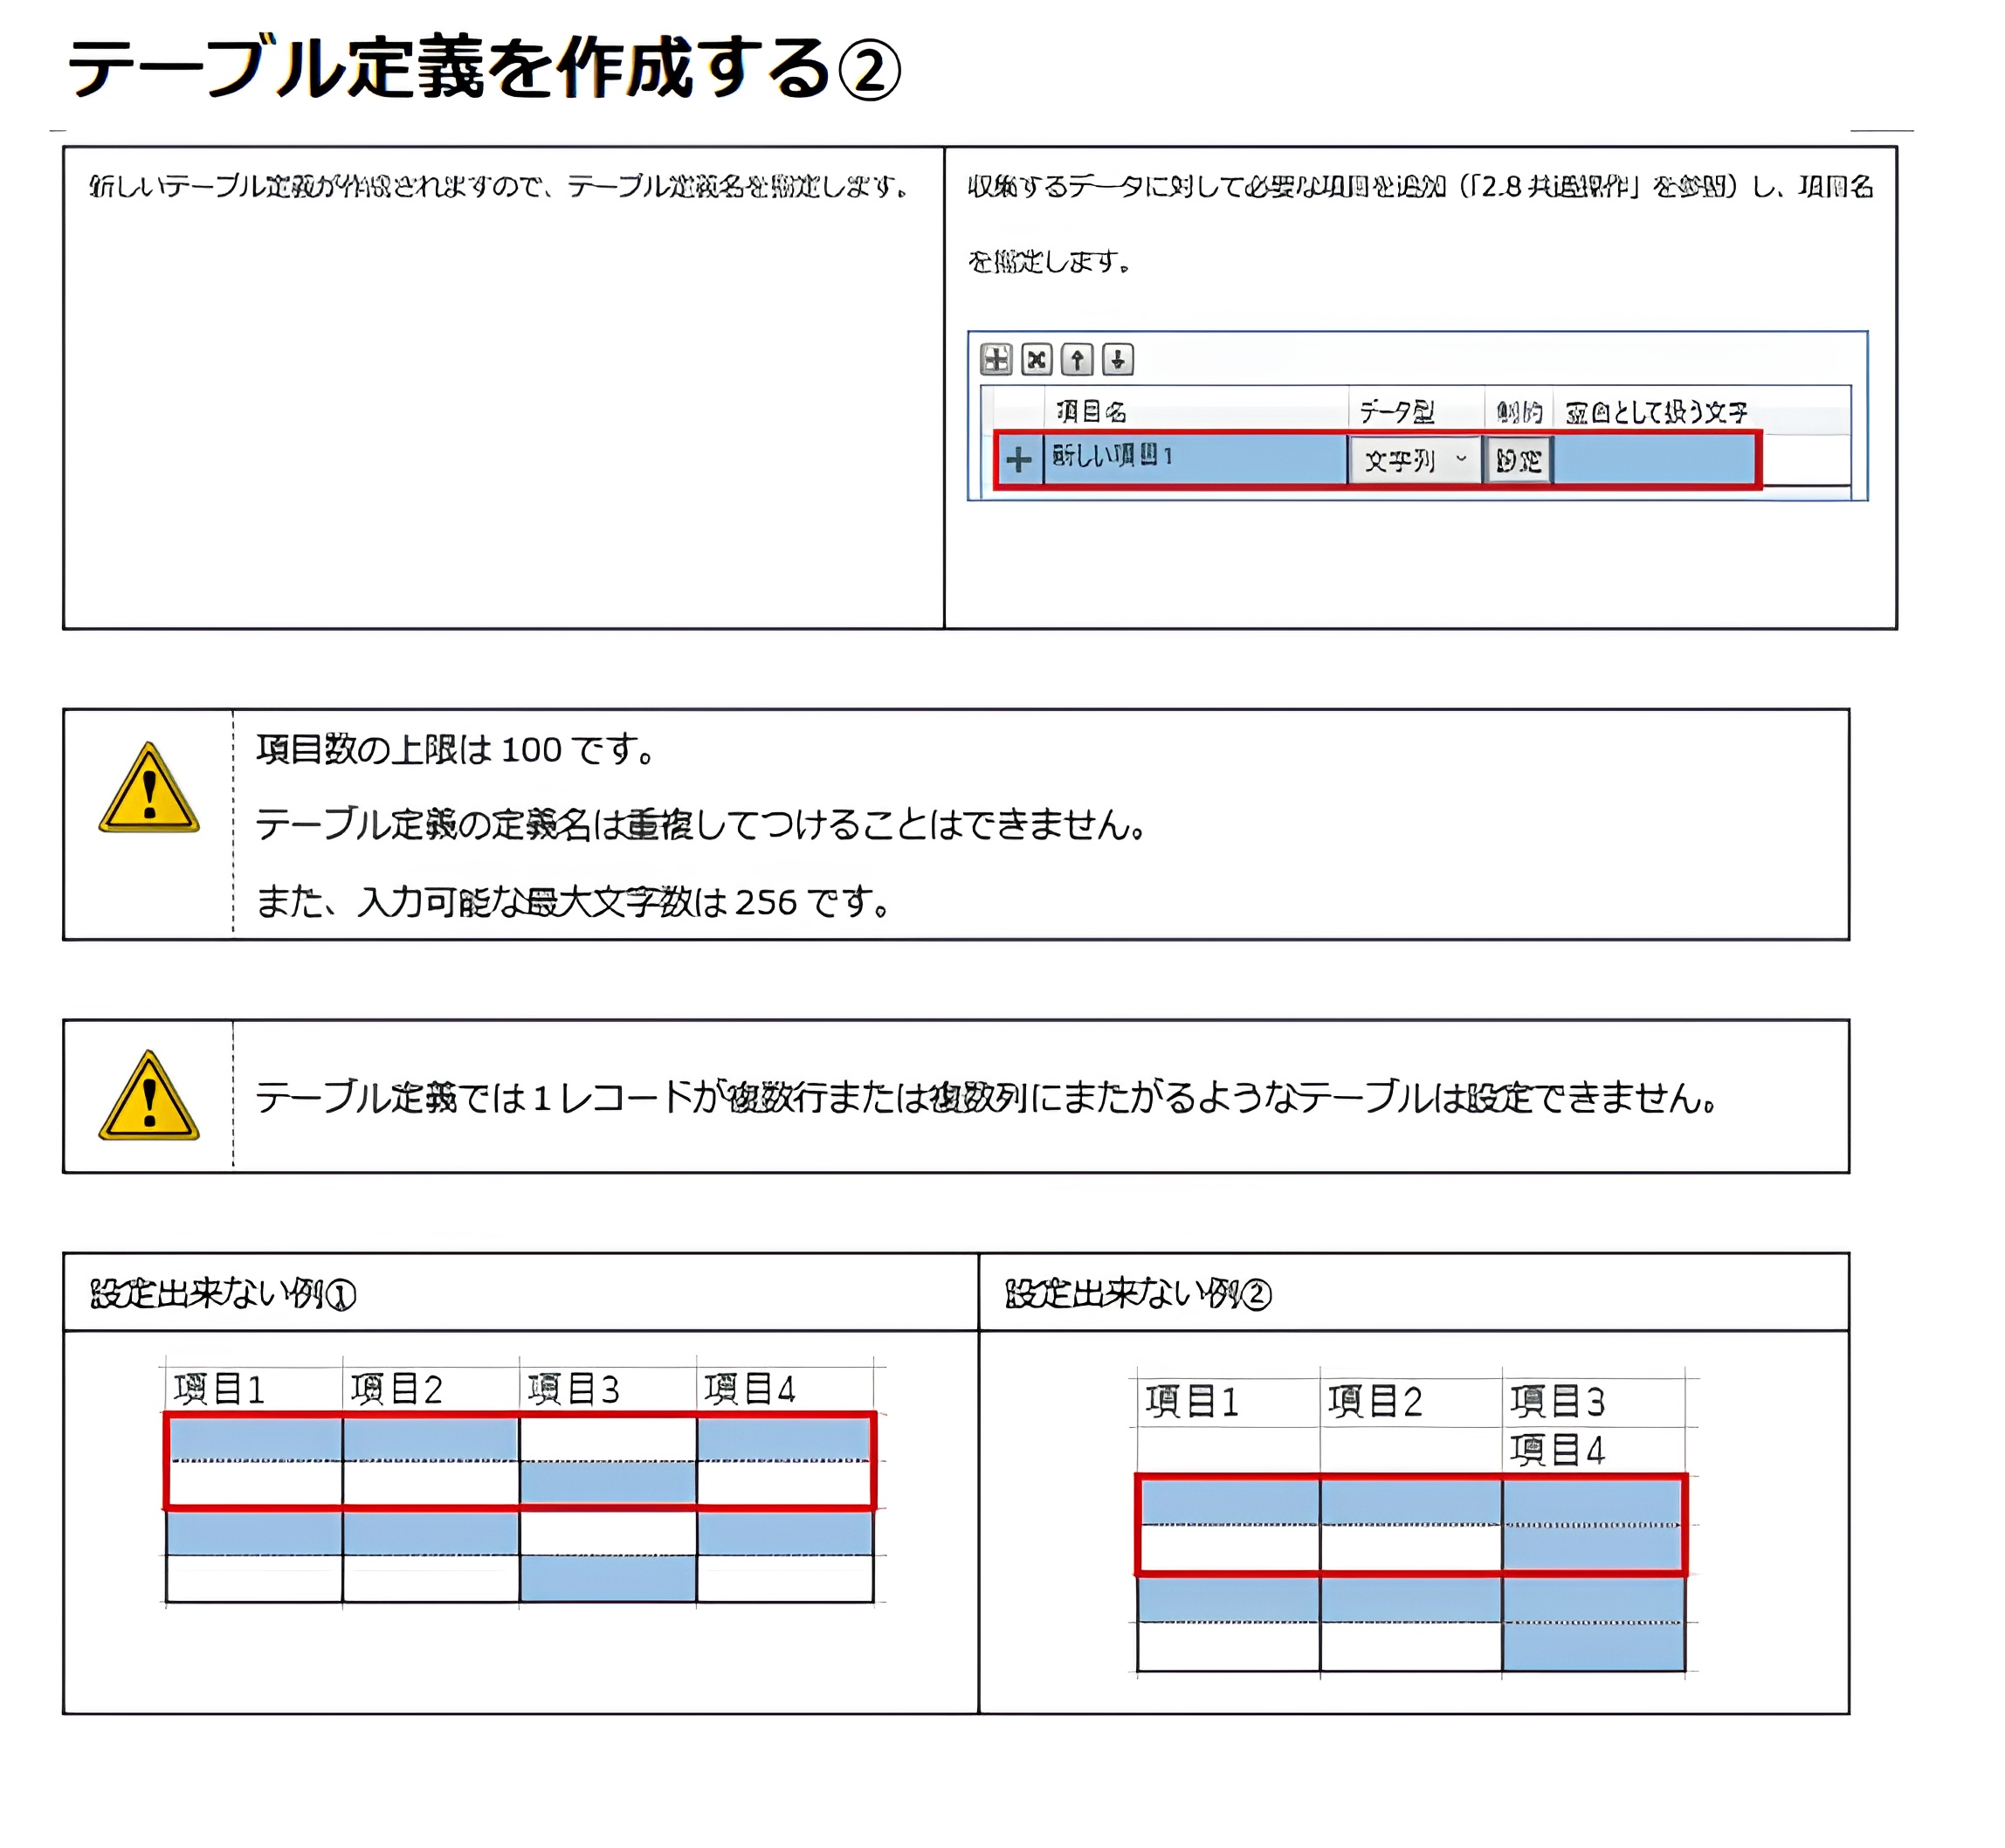 テーブル定義を作成する②
新しいテーブル定義が作成されますので、テーブル定義名を指定します。
収集するデータに対して必要な項目を追加（「2.8 共通操作」を参照）し、項目名
を指定します。
項目名 データ型 制約 空白として扱う文字
新しい項目1 文字列 設定
項目数の上限は 100 です。
テーブル定義の定義名は重複してつけることはできません。
また、入力可能な最大文字数は 256 です。
テーブル定義では 1 レコードが複数行または複数列にまたがるようなテーブルは設定できません。
設定出来ない例①
項目1 項目2 項目3 項目4
設定出来ない例②
項目1 項目2 項目3
項目4